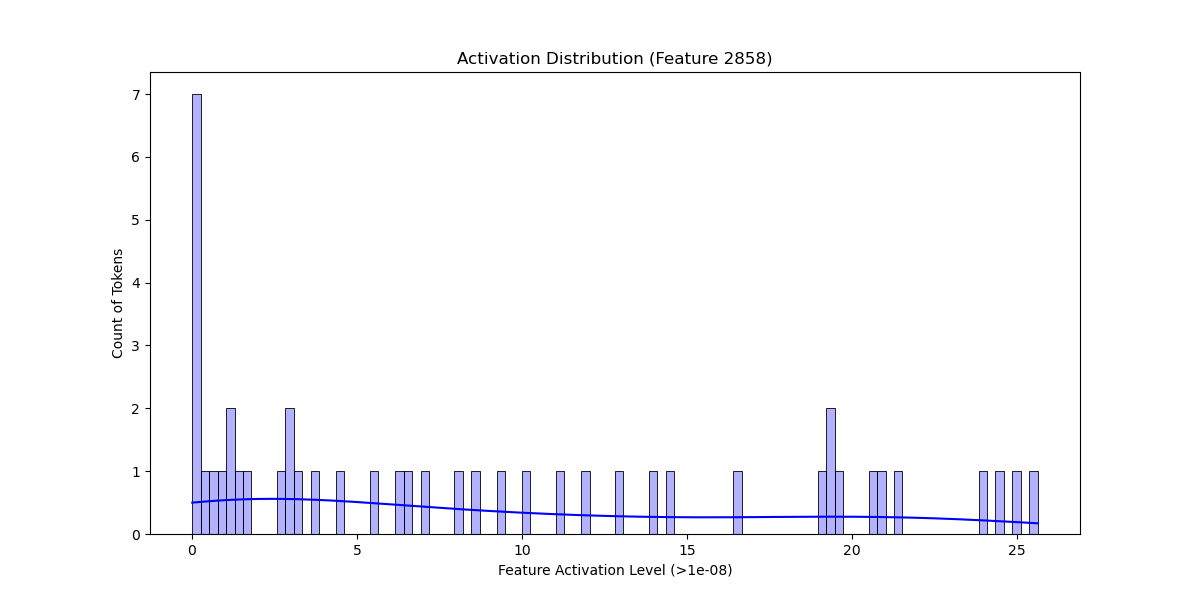 Activation Distribution (Feature 2858)
Count of Tokens
7
6
5
4
3
2
1
0
0 5 10 15 20 25
Feature Activation Level (>1e-08)